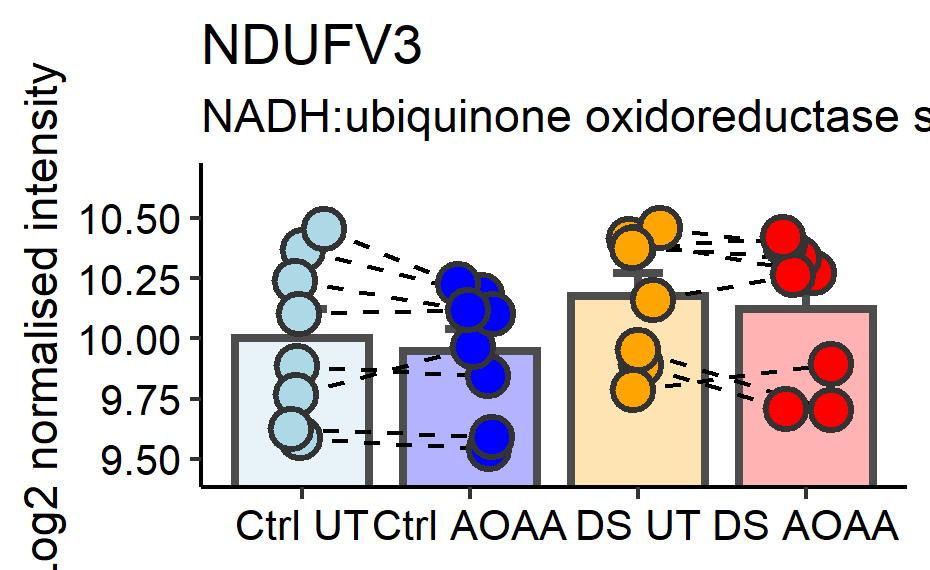 NDUFV3
NADH:ubiquinone oxidoreductase s
og2 normalised intensity
10.50
10.25
10.00
9.75
9.50
Ctrl UT Ctrl AOAA DS UT DS AOAA